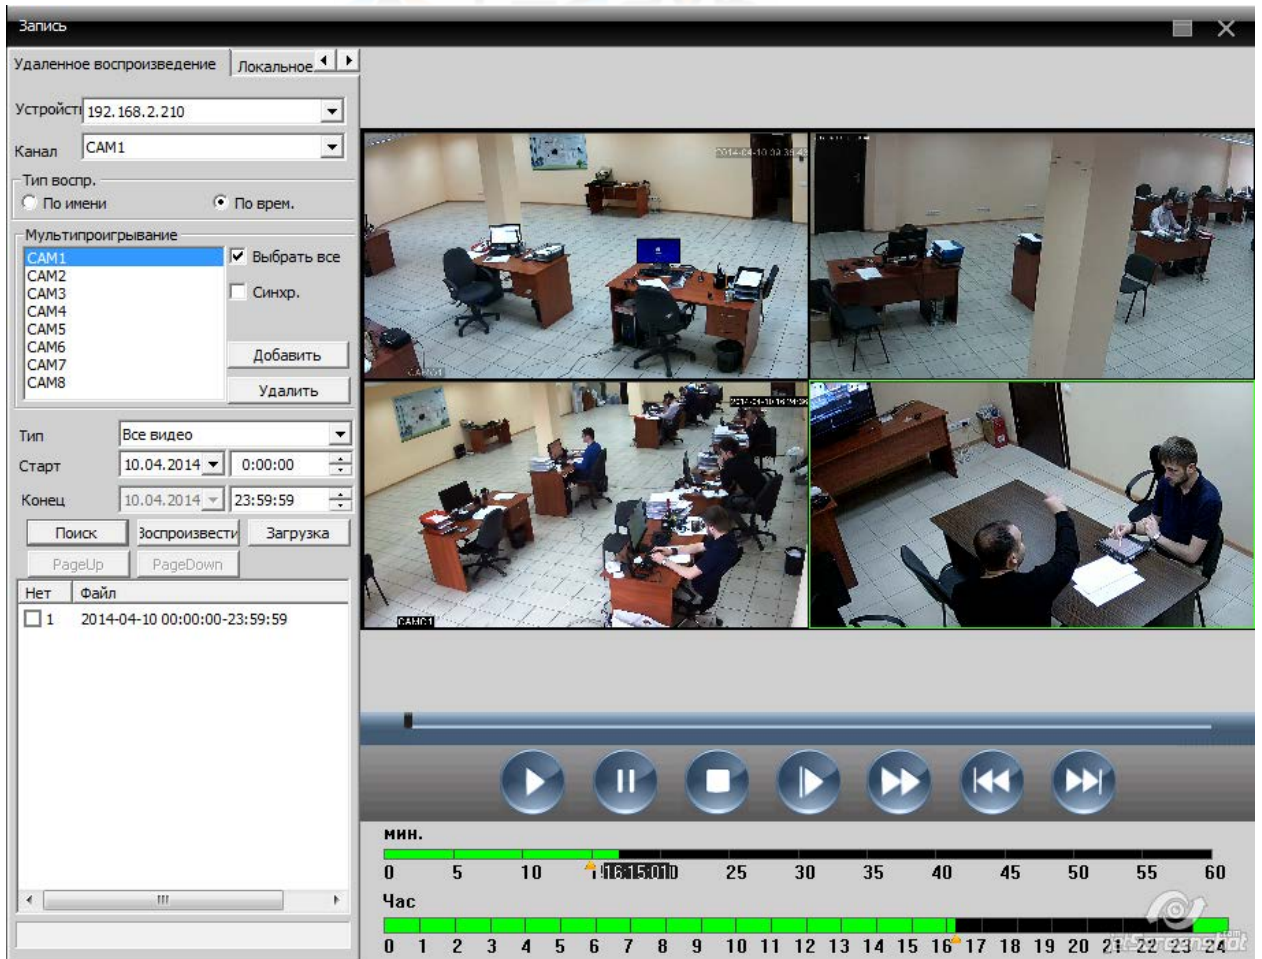 Запись
Удаленное воспроизведение
Локальное
Устройст
192.168.2.210
Канал
CAM1
Тип воспр.
По имени
По врем.
Мультипроигрывание
CAM1
CAM2
CAM3
CAM4
CAM5
CAM6
CAM7
CAM8
Выбрать все
Синхр.
Добавить
Удалить
Тип
Все видео
Старт
10.04.2014
0:00:00
Конец
10.04.2014
23:59:59
Поиск
Воспроизвести
Загрузка
PageUp
PageDown
Нет Файл
1 2014-04-10 00:00:00-23:59:59
CAMC1
мин.
0 5 10 16:15:01 25 30 35 40 45 50 55 60
Час
0 1 2 3 4 5 6 7 8 9 10 11 12 13 14 15 16 17 18 19 20 21 22 23 24
jetScreenshot
.com